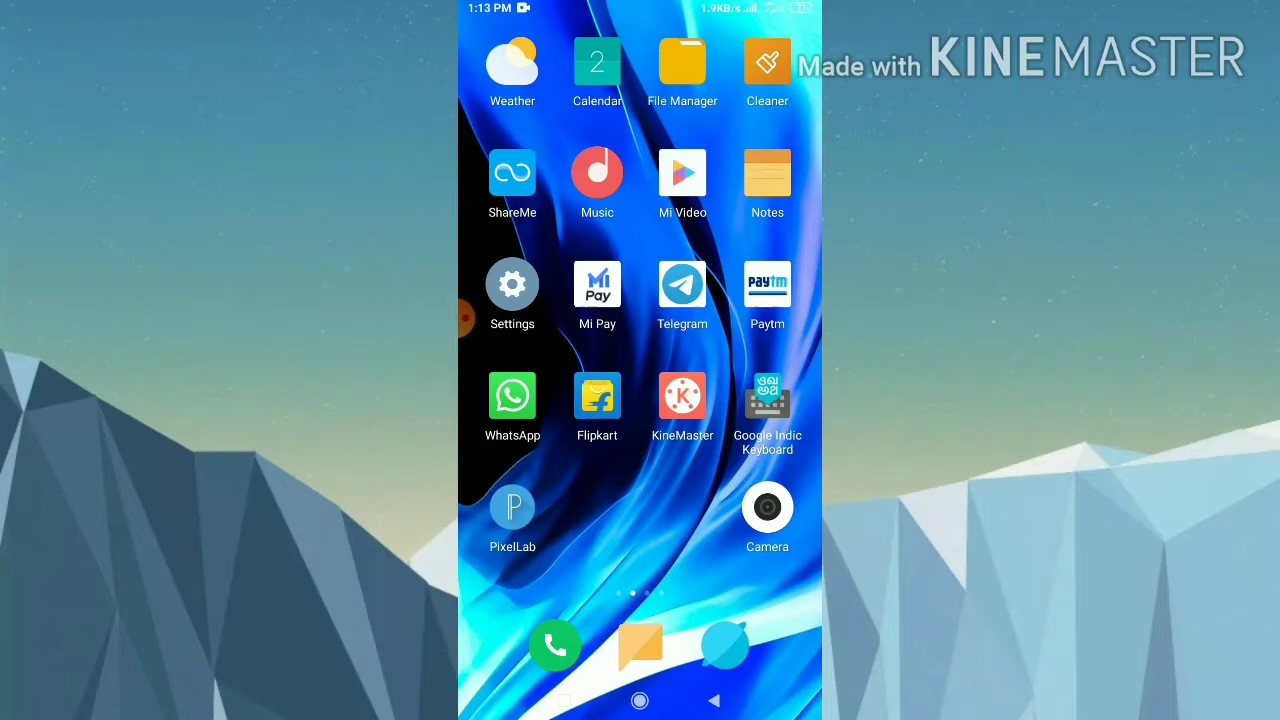 1:13 PM
1.9KB/s
Made with KINEMASTER
2
Weather
Calendar
File Manager
Cleaner
ShareMe
Music
Mi Video
Notes
Mi
Pay
paytm
Settings
Mi Pay
Telegram
Paytm
K
WhatsApp
Flipkart
KineMaster
Google Indic
Keyboard
PixelLab
Camera